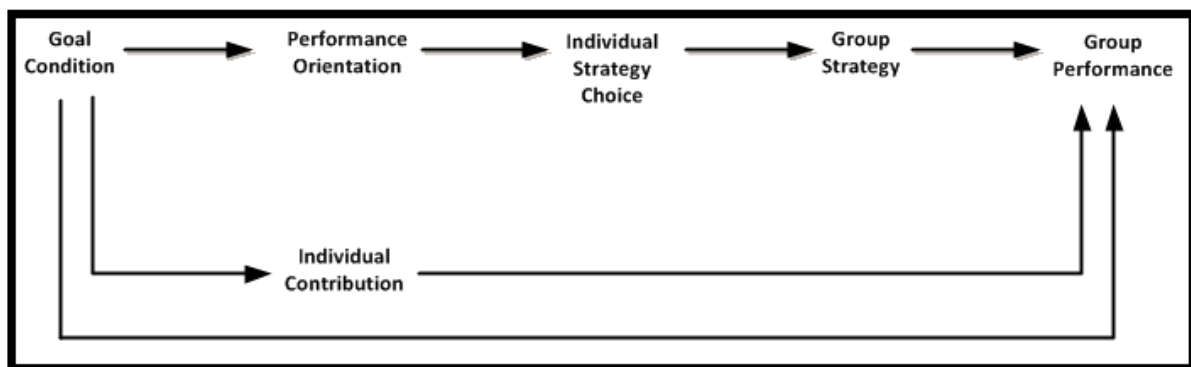 Goal
Condition
Performance
Orientation
Individual
Strategy
Choice
Group
Strategy
Group
Performance
Individual
Contribution